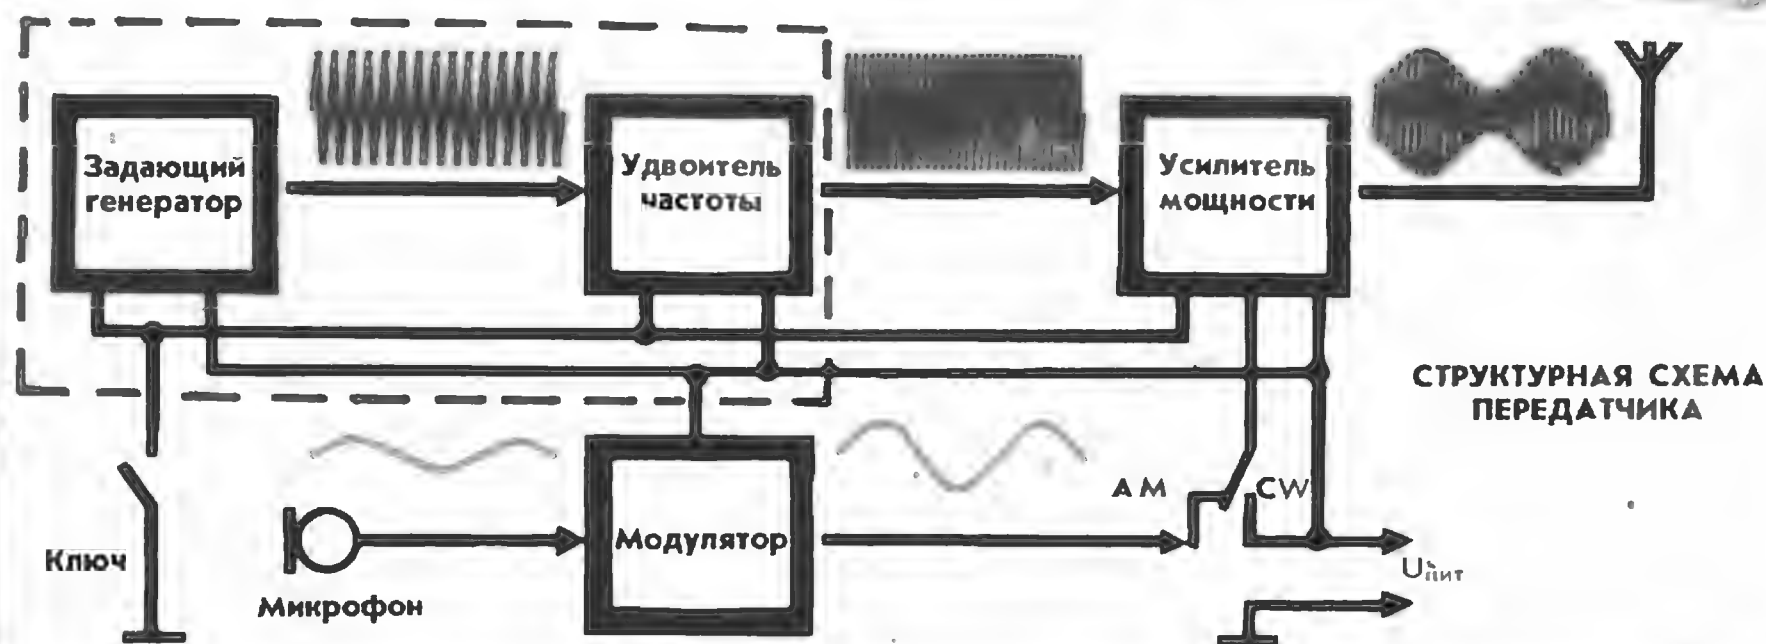 Задающий
генератор
Удвоитель
частоты
Усилитель
мощности
СТРУКТУРНАЯ СХЕМА
ПЕРЕДАТЧИКА
АМ
CW
Ключ
Микрофон
Модулятор
Uпит